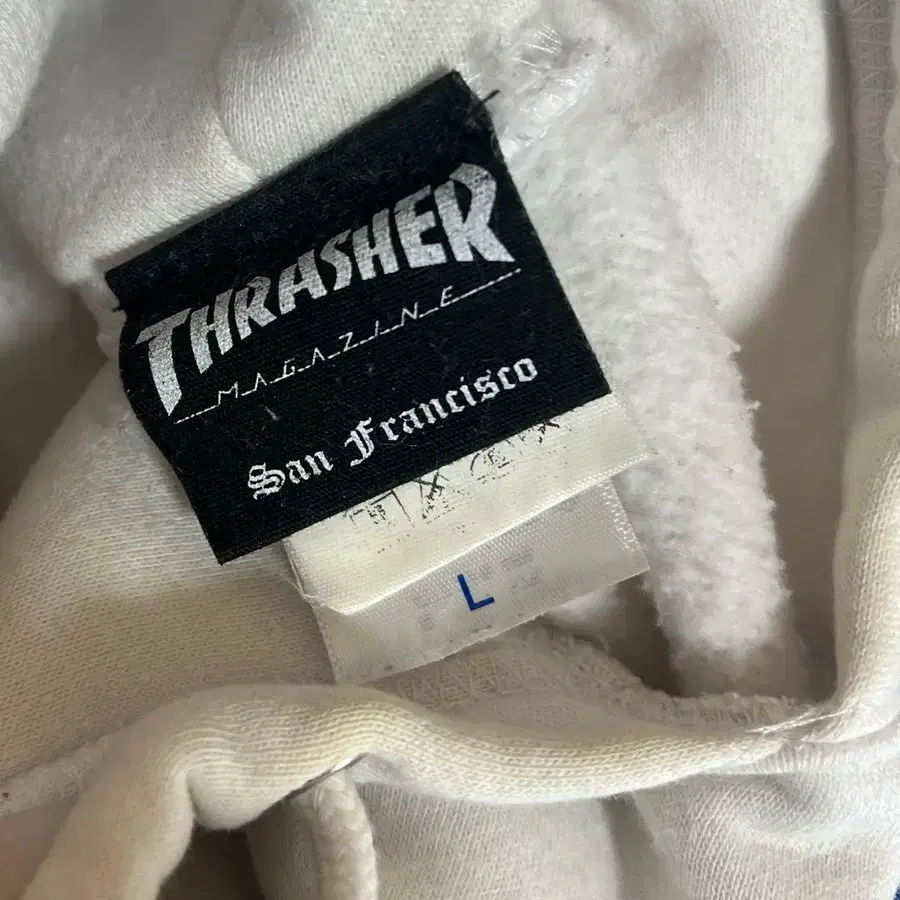 THRASHER
MAGAZINE
San Francisco
L